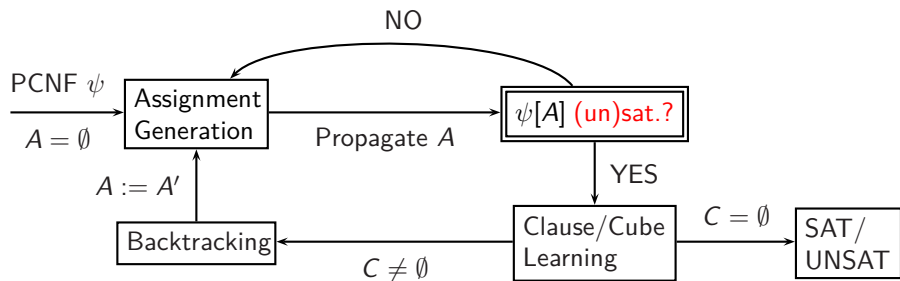 NO
PCNF ψ
A = ∅
Assignment
Generation
Propagate A
ψ[A] (un)sat.?
YES
A := A′
Backtracking
C ≠ ∅
Clause/Cube
Learning
C = ∅
SAT/
UNSAT